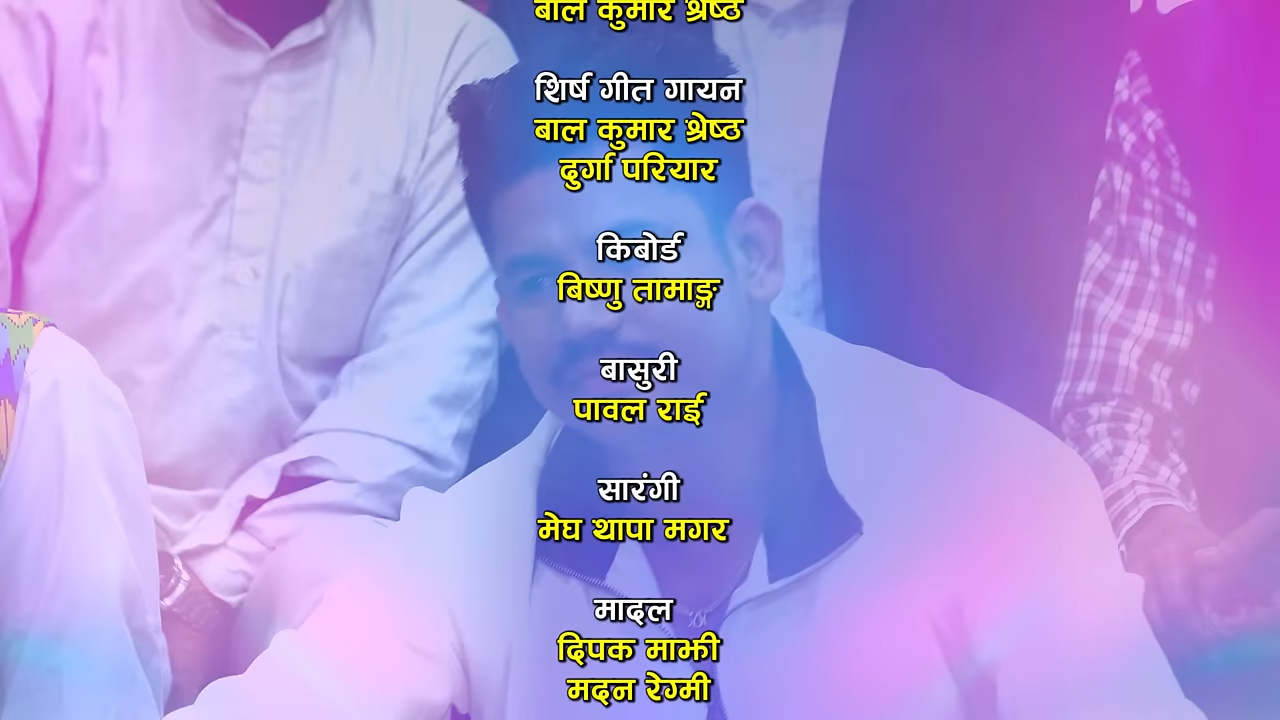 बाल कुमार श्रेष्ठ
शिर्ष गीत गायन
बाल कुमार श्रेष्ठ
दुर्गा परियार
किबोर्ड
बिष्णु तामाङ्ग
बासुरी
पावल राई
सारंगी
मेघ थापा मगर
मादल
दिपक माझी
मदन रेग्मी